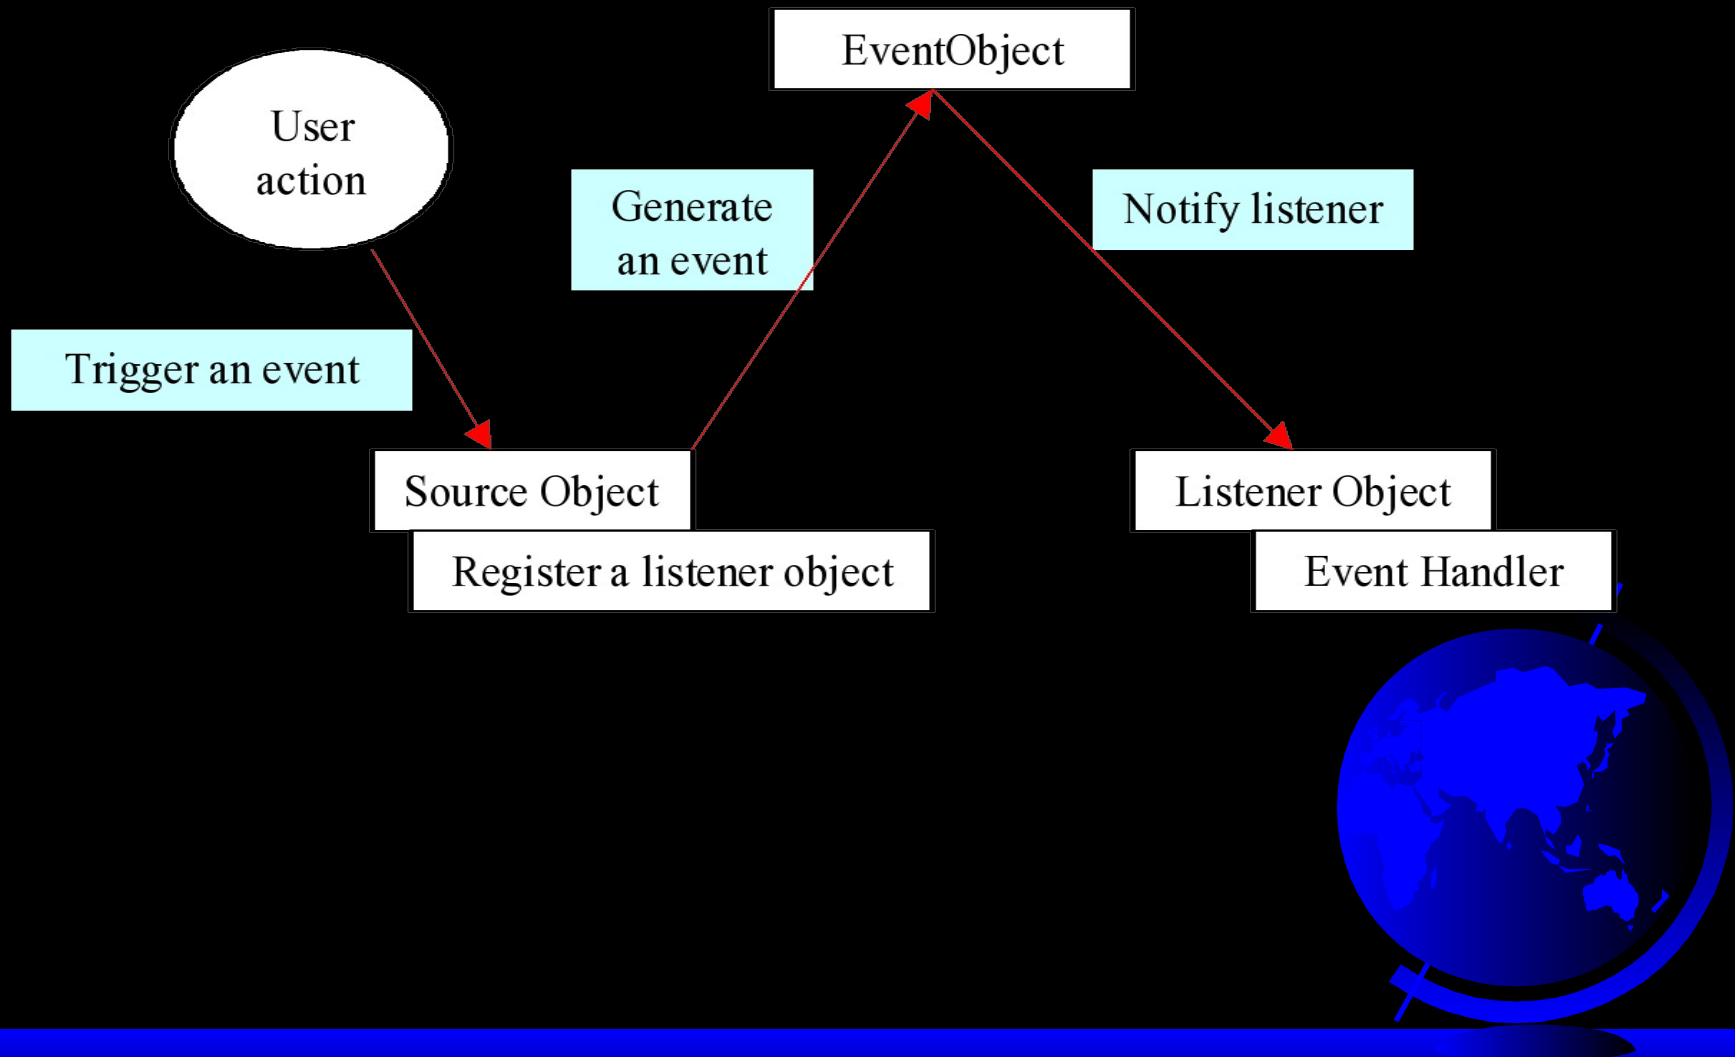 EventObject
User
action
Generate
an event
Notify listener
Trigger an event
Source Object
Listener Object
Register a listener object
Event Handler